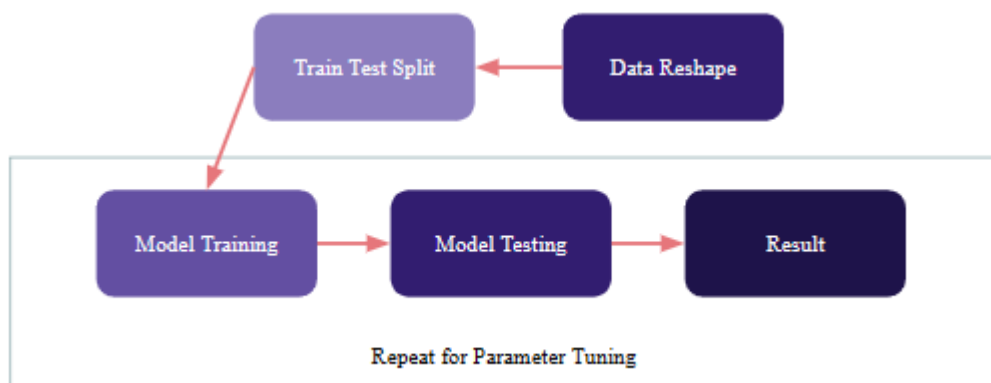 Train Test Split
Data Reshape
Model Training
Model Testing
Result
Repeat for Parameter Tuning